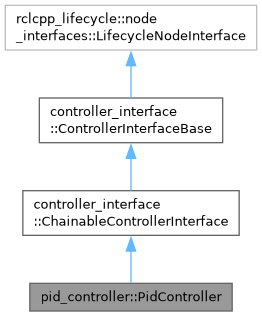 rclcpp_lifecycle::node
_interfaces::LifecycleNodeInterface
controller_interface
::ControllerInterfaceBase
controller_interface
::ChainableControllerInterface
pid_controller::PidController